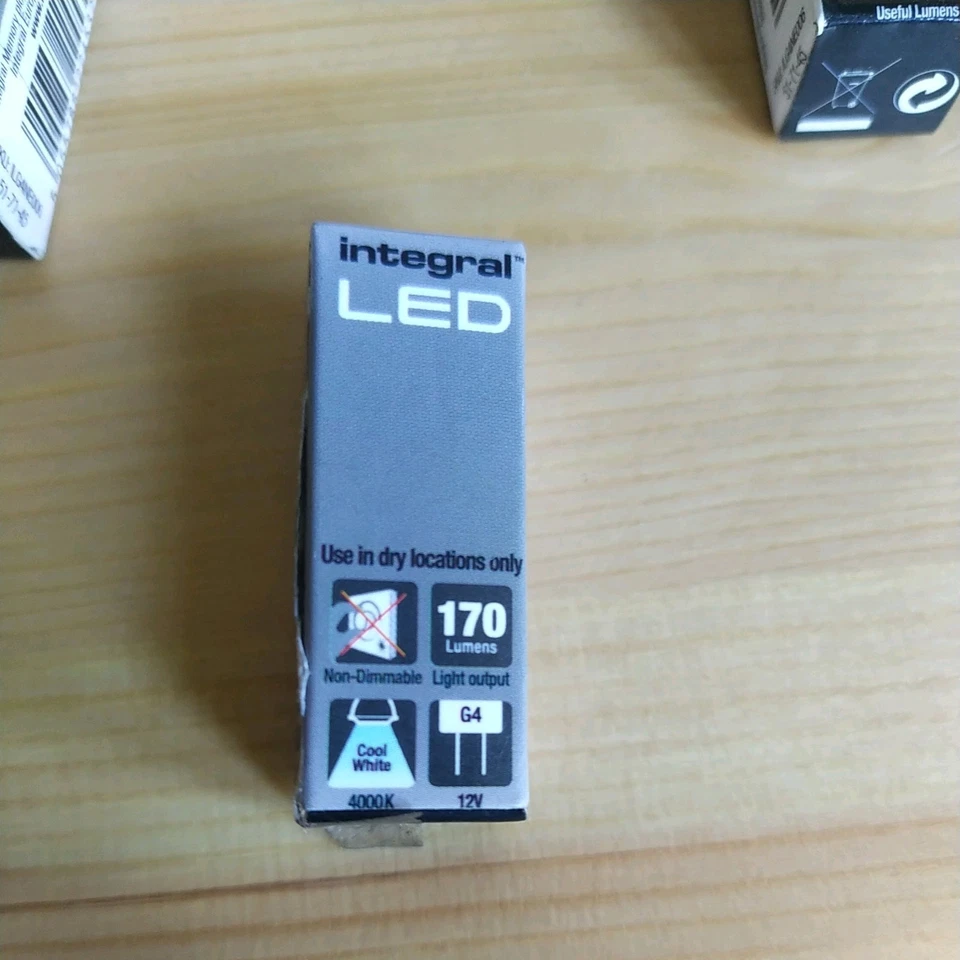 Useful Lumens
integral™
LED
Use in dry locations only
170
Lumens
Non-Dimmable
Light output
Cool
White
G4
4000K
12V